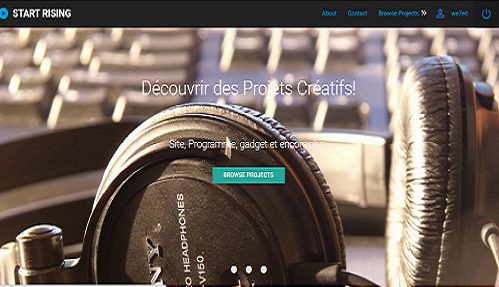 START RISING
About
Contact
Browse Projects
we7ed
Découvrir des Projets Créatifs!
Site, Programme, gadget et encore plus
BROWSE PROJECTS
HEADPHONES
-V150.